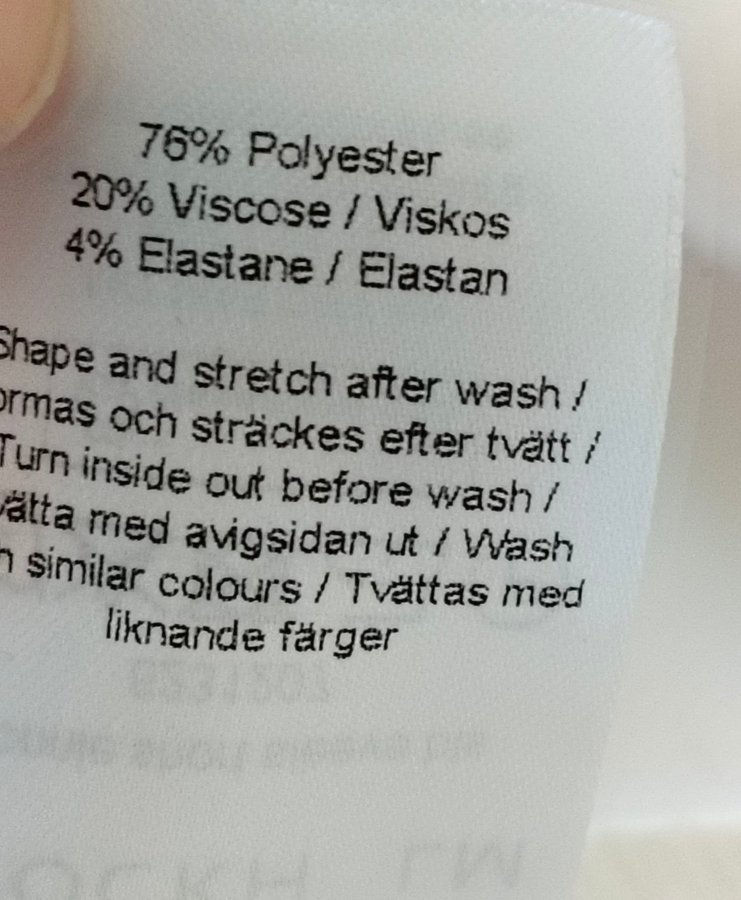 76% Polyester
20% Viscose / Viskos
4% Elastane / Elastan
Shape and stretch after wash /
ormas och sträckes efter tvätt /
Turn inside out before wash /
vätta med avigsidan ut / Wash
h similar colours / Tvättas med
liknande färger